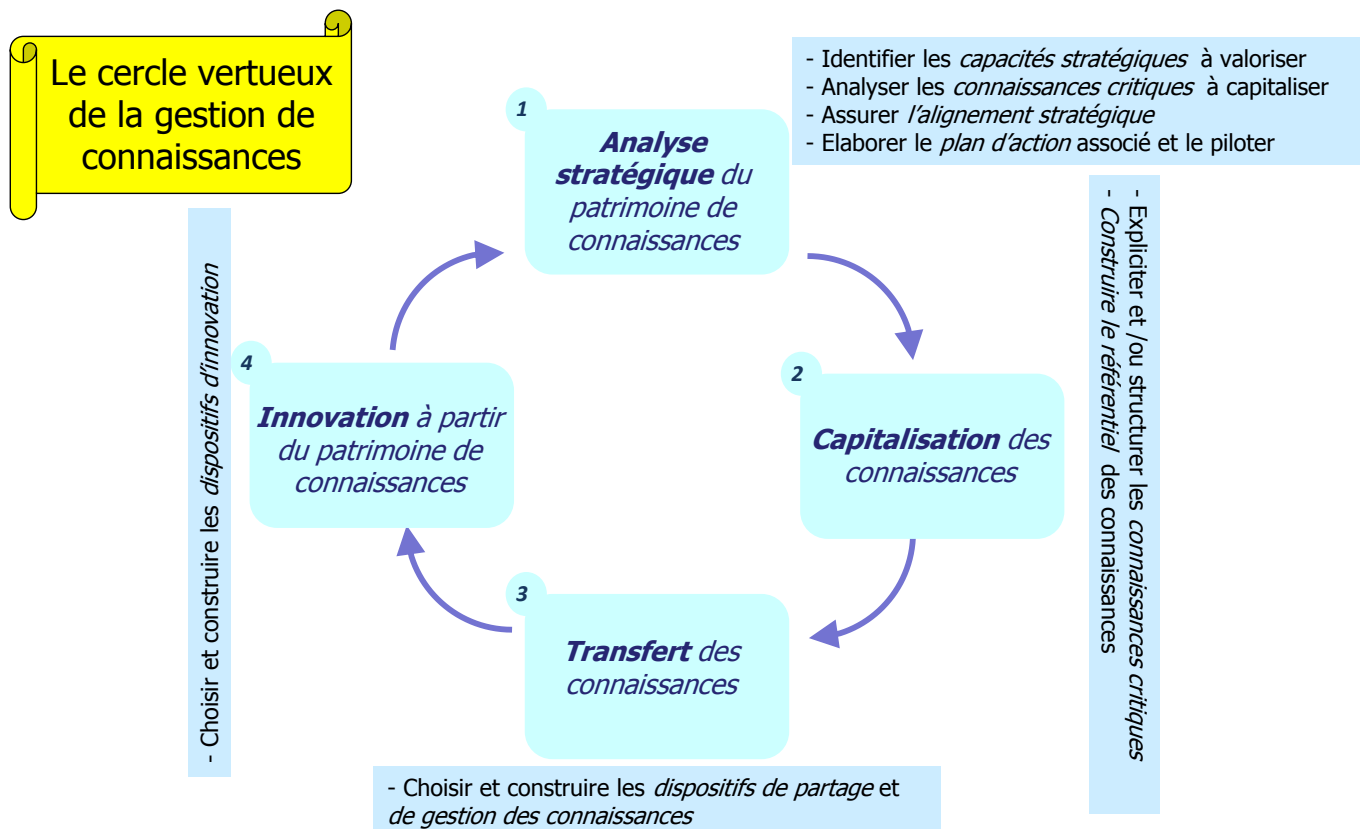 Le cercle vertueux
de la gestion de
connaissances
- Identifier les capacités stratégiques à valoriser
- Analyser les connaissances critiques à capitaliser
- Assurer l'alignement stratégique
- Elaborer le plan d'action associé et le piloter
1
Analyse
stratégique du
patrimoine de
connaissances
- Expliciter et /ou structurer les connaissances critiques
- Construire le référentiel des connaissances
2
Capitalisation des
connaissances
3
Transfert des
connaissances
- Choisir et construire les dispositifs de partage et
de gestion des connaissances
4
Innovation à partir
du patrimoine de
connaissances
- Choisir et construire les dispositifs d'innovation